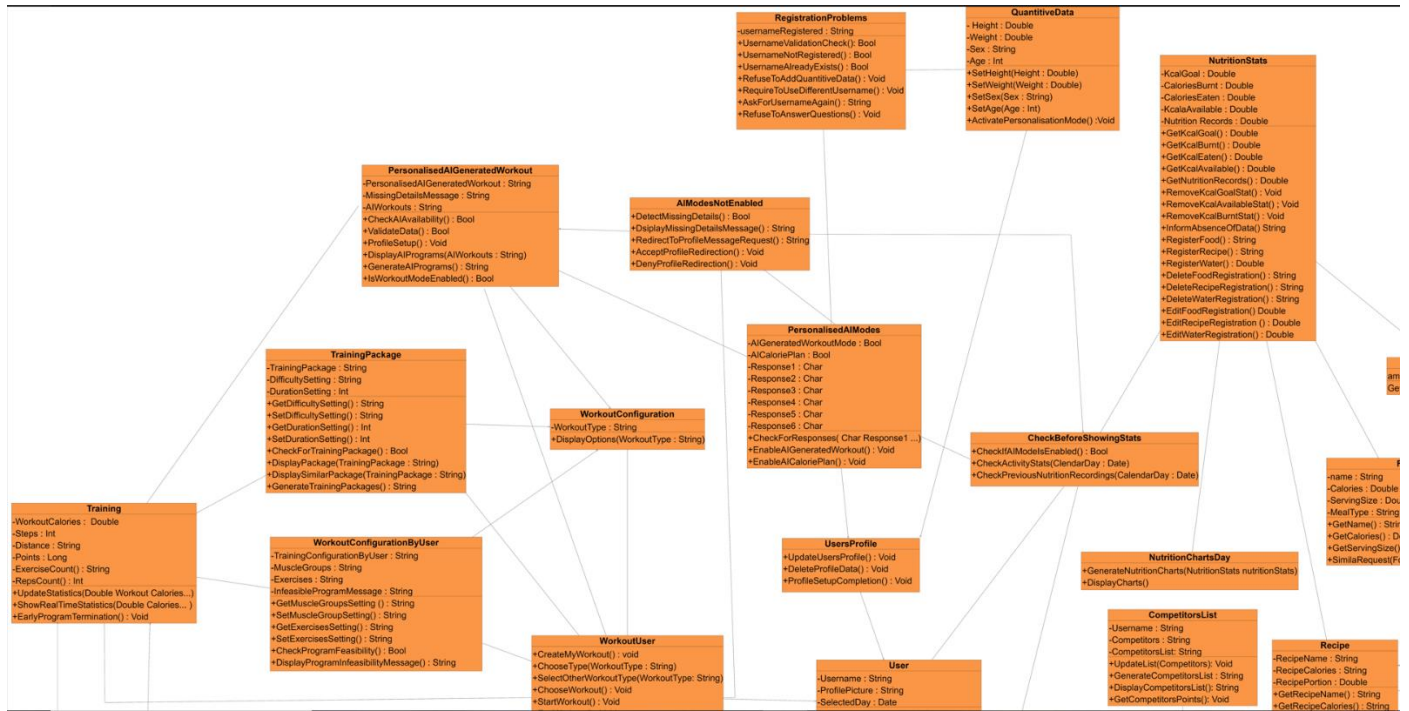 RegistrationProblems
-usernameRegistered : String
+UsernameValidationCheck(): Bool
+UsernameNotRegistered() : Bool
+UsernameAlreadyExists() : Bool
+RefuseToAddQuantitiveData() : Void
+RequireToUseDifferentUsername() : Void
+AskForUsernameAgain() : String
+RefuseToAnswerQuestions() : Void
QuantitiveData
- Height : Double
-Weight : Double
-Sex : String
-Age : Int
+SetHeight(Height : Double)
+SetWeight(Weight : Double)
+SetSex(Sex : String)
+SetAge(Age : Int)
+ActivatePersonalisationMode() :Void
NutritionStats
-KcalGoal : Double
-CaloriesBurnt : Double
-CaloriesEaten : Double
-KcalaAvailable : Double
-Nutrition Records : Double
+GetKcalGoal() : Double
+GetKcalBurnt() : Double
+GetKcalEaten() : Double
+GetKcalAvailable() : Double
+GetNutritionRecords() : Double
+RemoveKcalGoalStat() : Void
+RemoveKcalAvailableStat() ; Void
+RemoveKcalBurntStat() : Void
+InformAbsenceOfData() String
+RegisterFood() : String
+RegisterRecipe() : String
+RegisterWater() : Double
+DeleteFoodRegistration() : String
+DeleteRecipeRegistration() : String
+DeleteWaterRegistration() : String
+EditFoodRegistration() Double
+EditRecipeRegistration () : Double
+EditWaterRegistration() : Double
PersonalisedAIGeneratedWorkout
-PersonalisedAIGeneratedWorkout : String
-MissingDetailsMessage : String
-AIWorkouts : String
+CheckAIAvailability() : Bool
+ValidateData() : Bool
+ProfileSetup() : Void
+DisplayAIPrograms(AIWorkouts : String)
+GenerateAIPrograms() : String
+IsWorkoutModeEnabled() : Bool
AIModesNotEnabled
+DetectMissingDetails() : Bool
+DsiplayMissingDetailsMessage() : String
+RedirectToProfileMessageRequest() : String
+AcceptProfileRedirection() : Void
+DenyProfileRedirection() : Void
PersonalisedAIModes
-AIGeneratedWorkoutMode : Bool
-AICaloriePlan : Bool
-Response1 : Char
-Response2 : Char
-Response3 : Char
-Response4 : Char
-Response5 : Char
-Response6 : Char
+CheckForResponses( Char Response1 ...)
+EnableAIGeneratedWorkout() : Void
+EnableAICaloriePlan() : Void
TrainingPackage
-TrainingPackage : String
-DifficultySetting : String
-DurationSetting : Int
+GetDifficultySetting() : String
+SetDifficultySetting() : String
+GetDurationSetting() : Int
+SetDurationSetting() : Int
+CheckForTrainingPackage() : Bool
+DisplayPackage(TrainingPackage : String)
+DisplaySimilarPackage(TrainingPackage : String)
+GenerateTrainingPackages() : String
WorkoutConfiguration
-WorkoutType : String
+DisplayOptions(WorkoutType : String)
CheckBeforeShowingStats
+CheckIfAIModeIsEnabled() : Bool
+CheckActivityStats(ClendarDay : Date)
+CheckPreviousNutritionRecordings(CalendarDay : Date)
am
Ge
-name : String
-Calories : Double
-ServingSize : Dou
-MealType : String
+GetName() : Strin
+GetCalories() : D
+GetServingSize()
+SimilaRequest(Fo
Training
-WorkoutCalories : Double
-Steps : Int
-Distance : String
-Points : Long
-ExerciseCount() : String
-RepsCount() : Int
+UpdateStatistics(Double Workout Calories...)
+ShowRealTimeStatistics(Double Calories... )
+EarlyProgramTermination() : Void
WorkoutConfigurationByUser
-TrainingConfigurationByUser : String
-MuscleGroups : String
-Exercises : String
-InfeasibleProgramMessage : String
+GetMuscleGroupsSetting () : String
+SetMuscleGroupSetting() : String
+GetExercisesSetting() : String
+SetExercisesSetting() : String
+CheckProgramFeasibility() : Bool
+DisplayProgramInfeasibilityMessage() : String
UsersProfile
+UpdateUsersProfile() : Void
+DeleteProfileData() : Void
+ProfileSetupCompletion() : Void
NutritionChartsDay
+GenerateNutritionCharts(NutritionStats nutritionStats)
+DisplayCharts()
WorkoutUser
+CreateMyWorkout() : void
+ChooseType(WorkoutType : String)
+SelectOtherWorkoutType(WorkoutType: String)
+ChooseWorkout() : Void
+StartWorkout() : Void
User
-Username : String
-ProfilePicture : String
-SelectedDay : Date
CompetitorsList
-Username : String
-Competitors : String
-CompetitorsList: String
+UpdateList(Competitors): Void
+GenerateCompetitorsList : String
+DisplayCompetitorsList(): String
+GetCompetitorsPoints() : Void
Recipe
-RecipeName : String
-RecipeCalories : String
-RecipePortion : Double
+GetRecipeName() : String
+GetRecipeCalories() : String